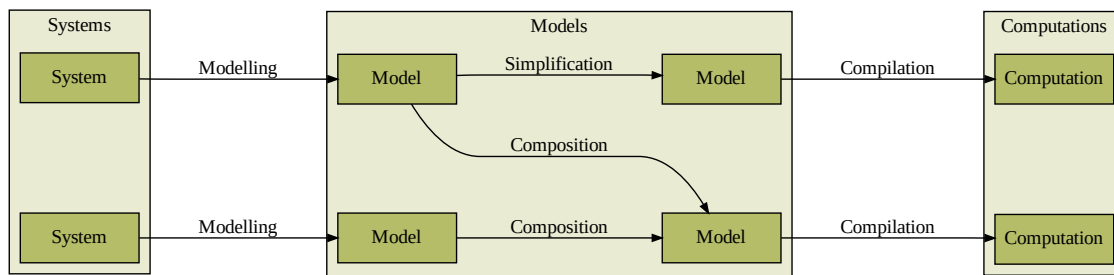 Systems
Models
Computations
System
Modelling
Model
Simplification
Model
Compilation
Computation
Composition
System
Modelling
Model
Composition
Model
Compilation
Computation